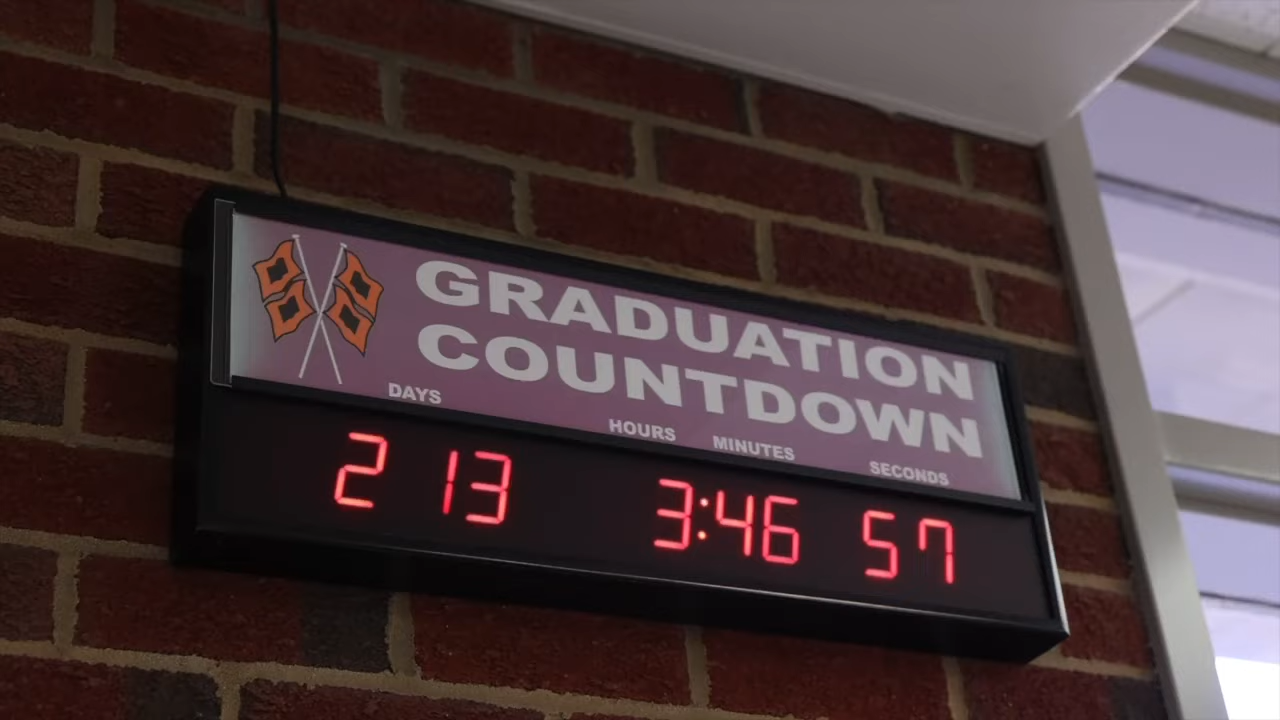 GRADUATION
COUNTDOWN
DAYS HOURS MINUTES SECONDS
213 3:46 57